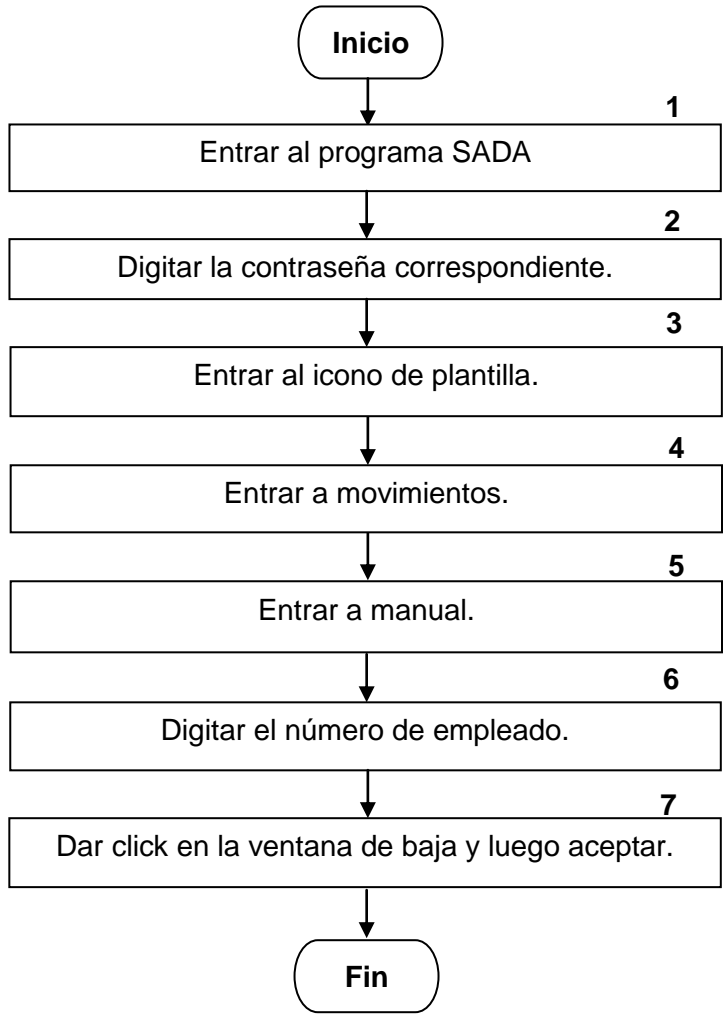 Inicio
1
Entrar al programa SADA
2
Digitar la contraseña correspondiente.
3
Entrar al icono de plantilla.
4
Entrar a movimientos.
5
Entrar a manual.
6
Digitar el número de empleado.
7
Dar click en la ventana de baja y luego aceptar.
Fin